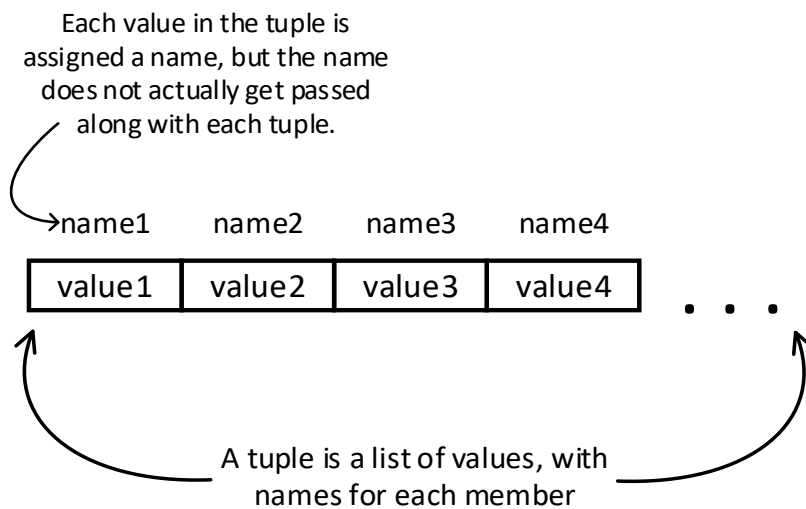 Each value in the tuple is
assigned a name, but the name
does not actually get passed
along with each tuple.
name1 name2 name3 name4
value1 value2 value3 value4
. . .
A tuple is a list of values, with
names for each member